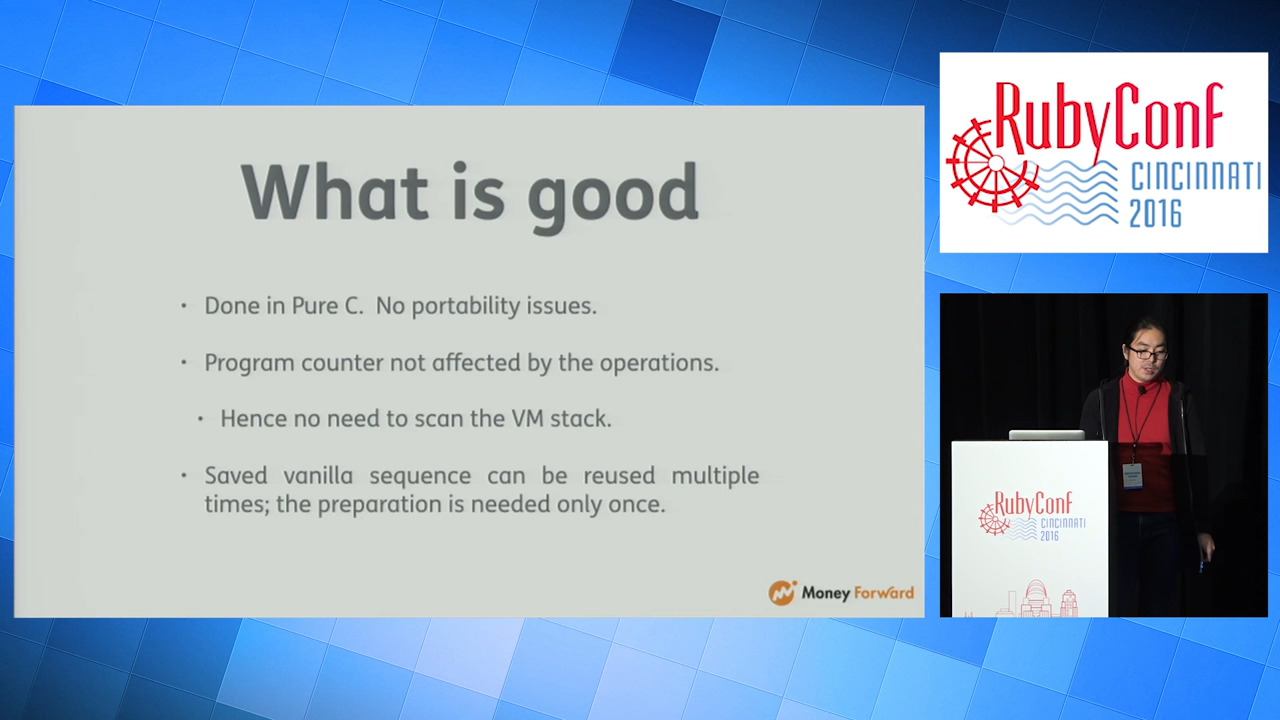 What is good
• Done in Pure C. No portability issues.
• Program counter not affected by the operations.
• Hence no need to scan the VM stack.
• Saved vanilla sequence can be reused multiple
times; the preparation is needed only once.
Money Forward
RubyConf
CINCINNATI
2016
RubyConf
CINCINNATI
2016